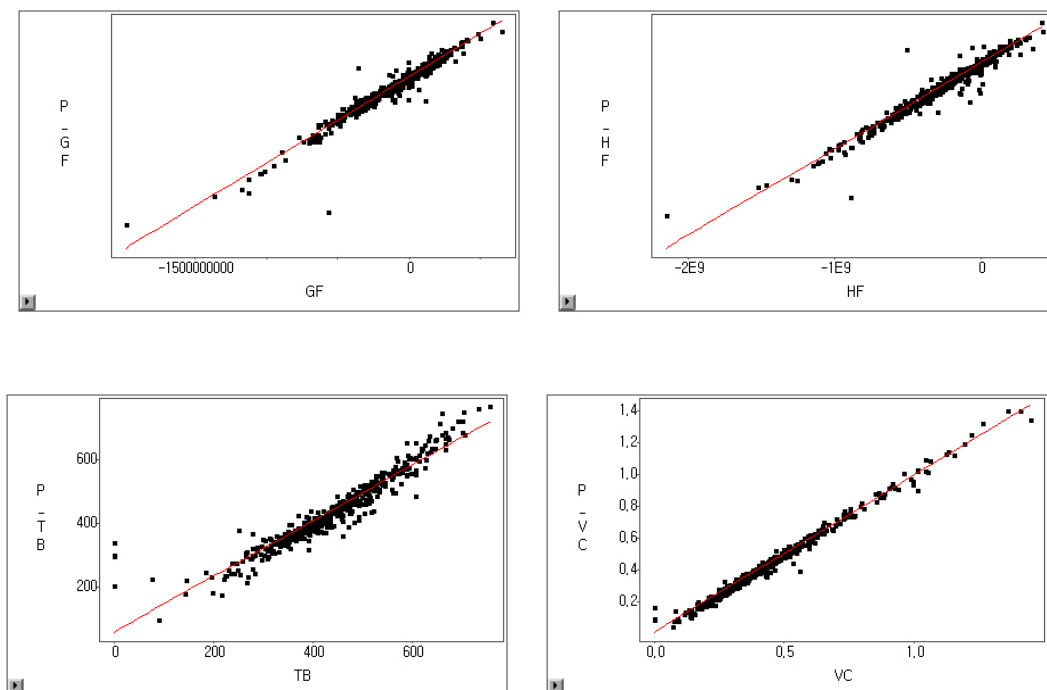 P
_
G
F
-1500000000 0
GF
P
_
H
F
-2E9 -1E9 0
HF
P
_
T
B
600
400
200
0 200 400 600
TB
P
_
V
C
1,4
1,2
1,0
0,8
0,6
0,4
0,2
0,0 0,5 1,0
VC